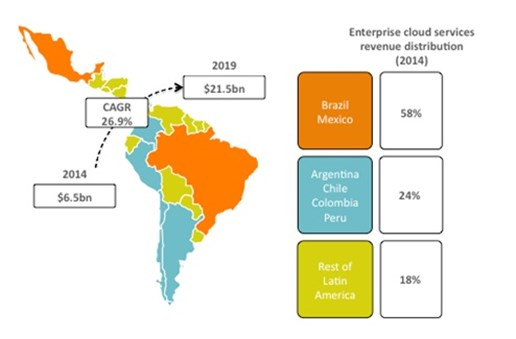 Enterprise cloud services
revenue distribution
(2014)
2019
$21.5bn
CAGR
26.9%
2014
$6.5bn
Brazil
Mexico
58%
Argentina
Chile
Colombia
Peru
24%
Rest of
Latin
America
18%